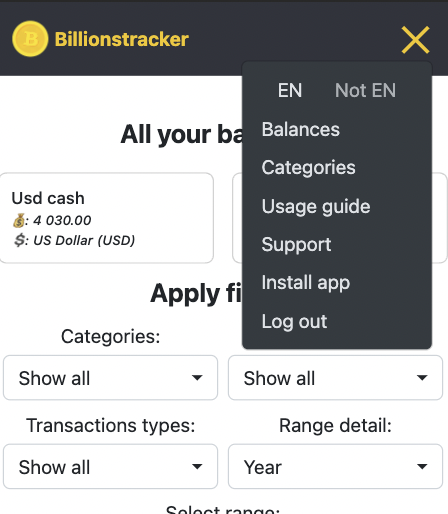 Billionstracker
EN Not EN
Balances
Categories
Usage guide
Support
Install app
Log out
All your ba
Usd cash
💰: 4 030.00
💲: US Dollar (USD)
Apply fi
Categories:
Show all
Show all
Transactions types:
Range detail:
Show all
Year
Select range: